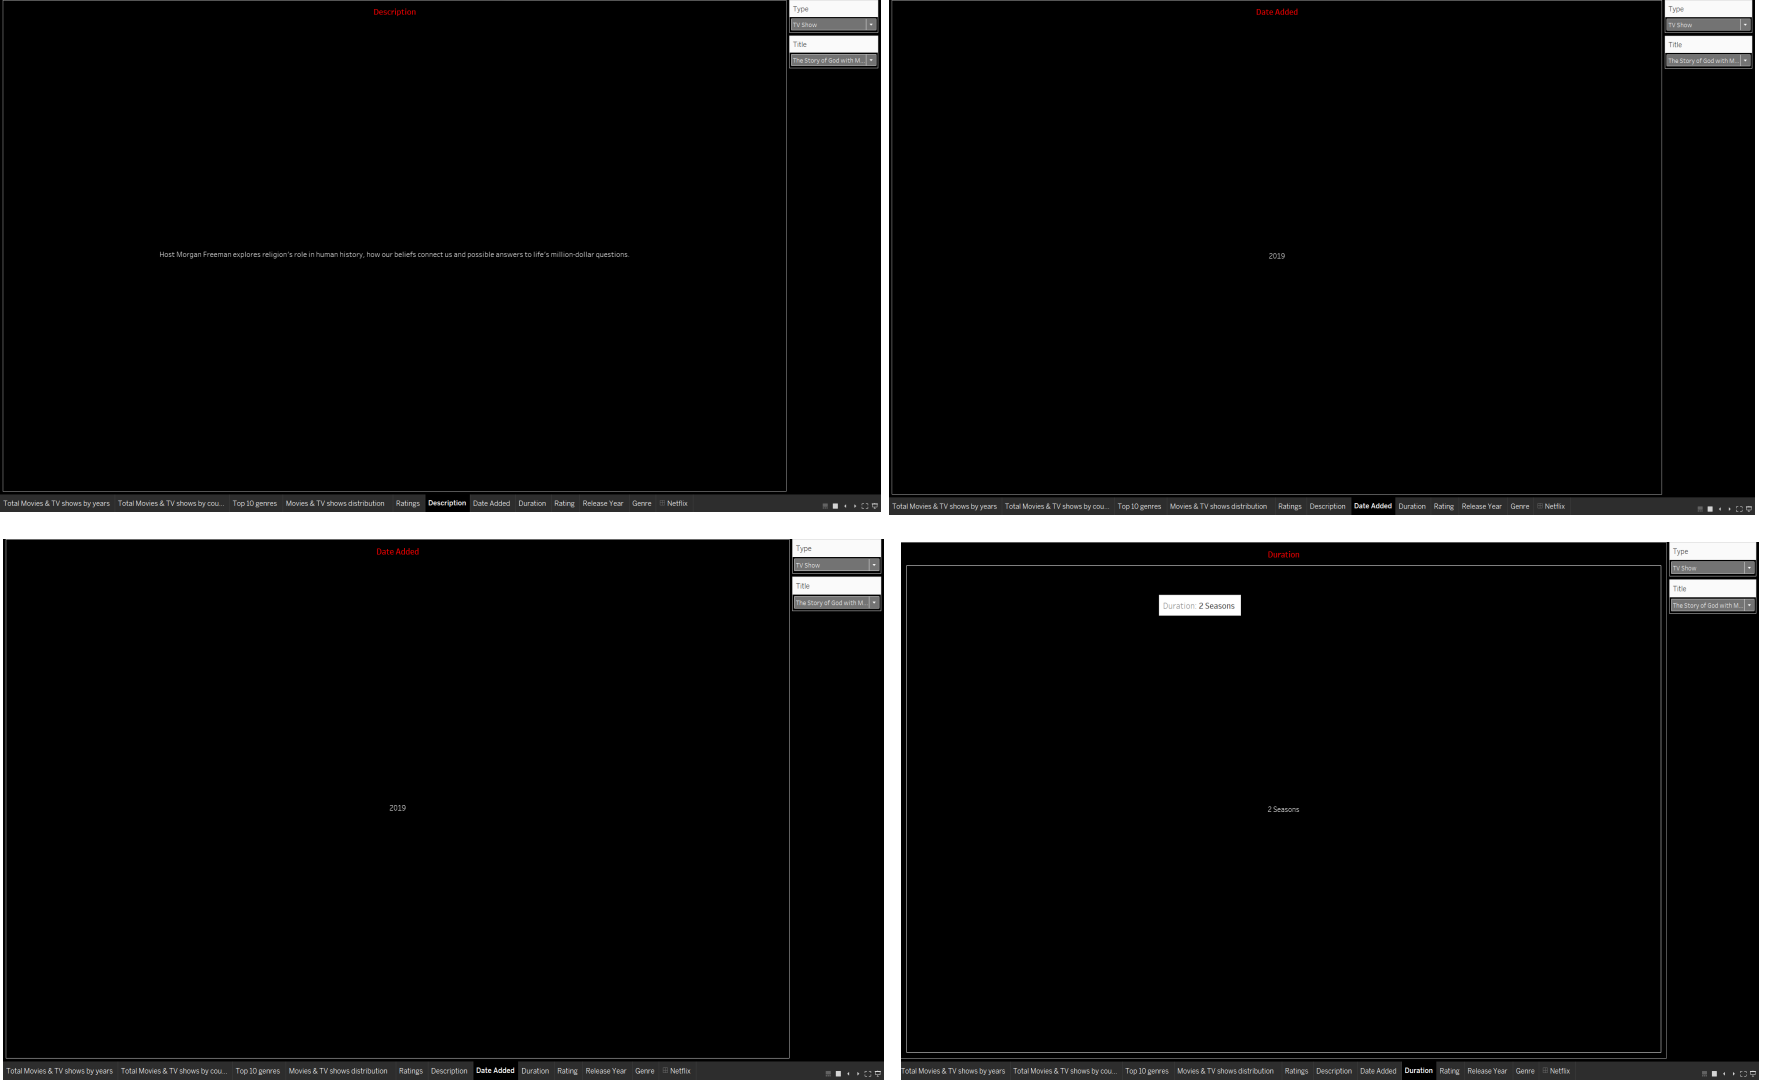 Description
Type
TV Show
Title
The Story of God with M...
Host Morgan Freeman explores religion's role in human history, how our beliefs connect us and possible answers to life's million-dollar questions.
Total Movies & TV shows by years Total Movies & TV shows by cou... Top 10 genres Movies & TV shows distribution Ratings Description Date Added Duration Rating Release Year Genre Netflix
Date Added
Type
TV Show
Title
The Story of God with M...
2019
Total Movies & TV shows by years Total Movies & TV shows by cou... Top 10 genres Movies & TV shows distribution Ratings Description Date Added Duration Rating Release Year Genre Netflix
Date Added
Type
TV Show
Title
The Story of God with M...
2019
Total Movies & TV shows by years Total Movies & TV shows by cou... Top 10 genres Movies & TV shows distribution Ratings Description Date Added Duration Rating Release Year Genre Netflix
Duration
Type
TV Show
Title
The Story of God with M...
Duration: 2 Seasons
2 Seasons
Total Movies & TV shows by years Total Movies & TV shows by cou... Top 10 genres Movies & TV shows distribution Ratings Description Date Added Duration Rating Release Year Genre Netflix